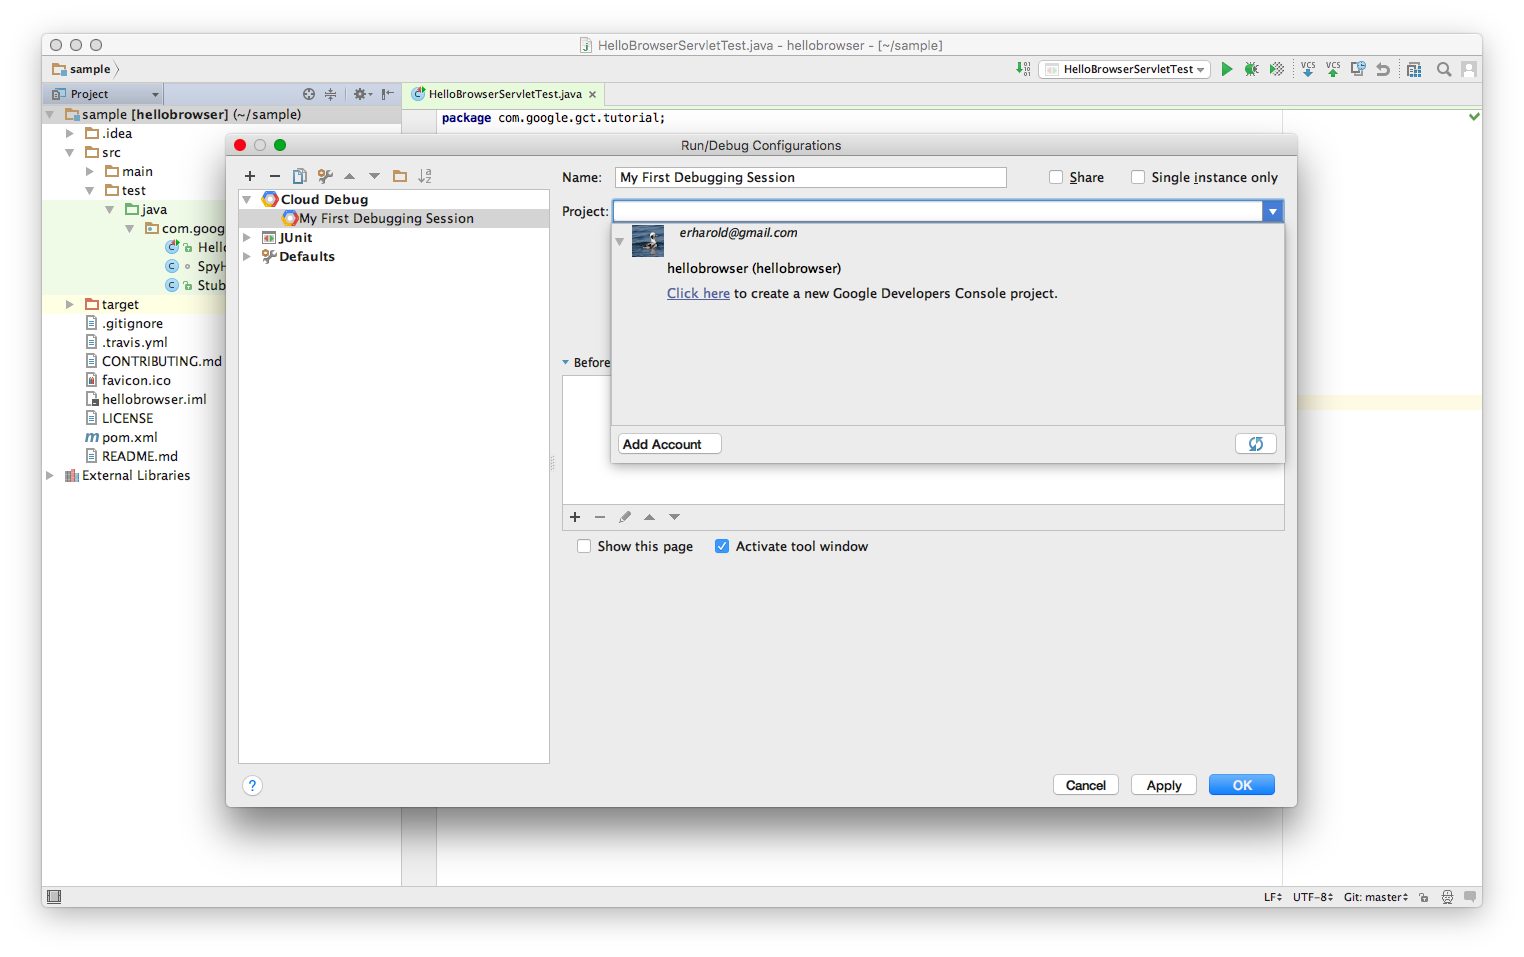 HelloBrowserServletTest.java - hellobrowser - [~/sample]
sample
HelloBrowserServletTest
VCS
VCS
Project
HelloBrowserServletTest.java
sample [hellobrowser] (~/sample)
package com.google.gct.tutorial;
.idea
src
main
test
java
com.goog
Hell
SpyH
Stub
target
.gitignore
.travis.yml
CONTRIBUTING.md
favicon.ico
hellobrowser.iml
LICENSE
pom.xml
README.md
External Libraries
Run/Debug Configurations
Cloud Debug
My First Debugging Session
JUnit
Defaults
Name:
My First Debugging Session
Share
Single instance only
Project:
erharold@gmail.com
hellobrowser (hellobrowser)
Click here to create a new Google Developers Console project.
Before
Add Account
Show this page
Activate tool window
?
Cancel
Apply
OK
LF
UTF-8
Git: master